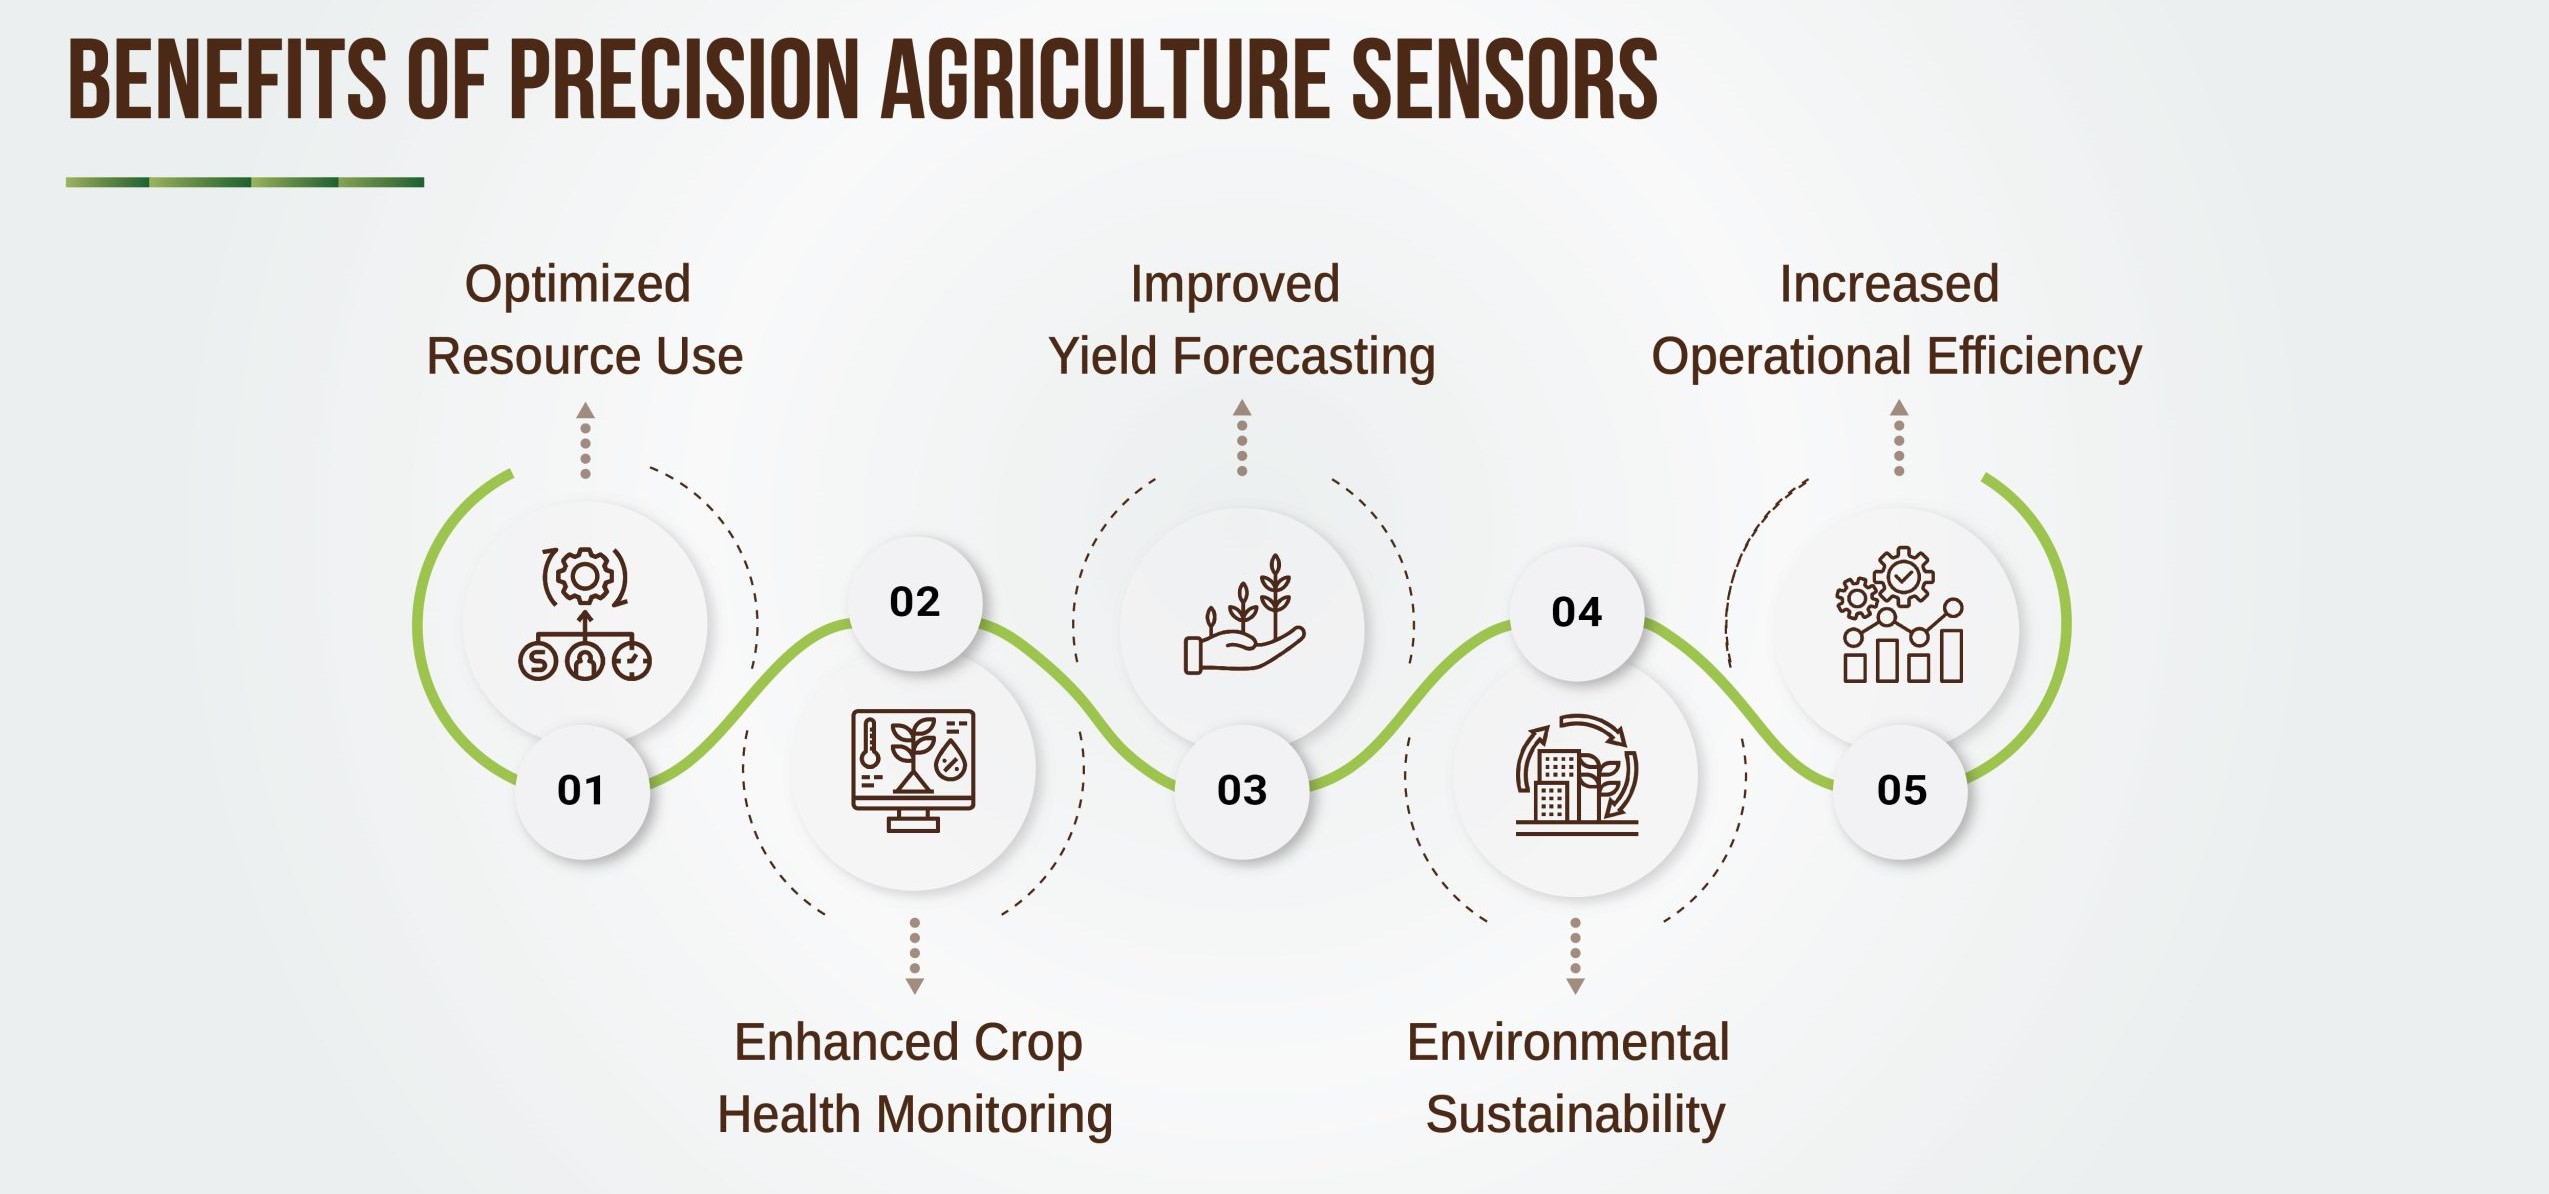 BENEFITS OF PRECISION AGRICULTURE SENSORS
Optimized
Resource Use
01
02
Enhanced Crop
Health Monitoring
Improved
Yield Forecasting
03
04
Environmental
Sustainability
Increased
Operational Efficiency
05